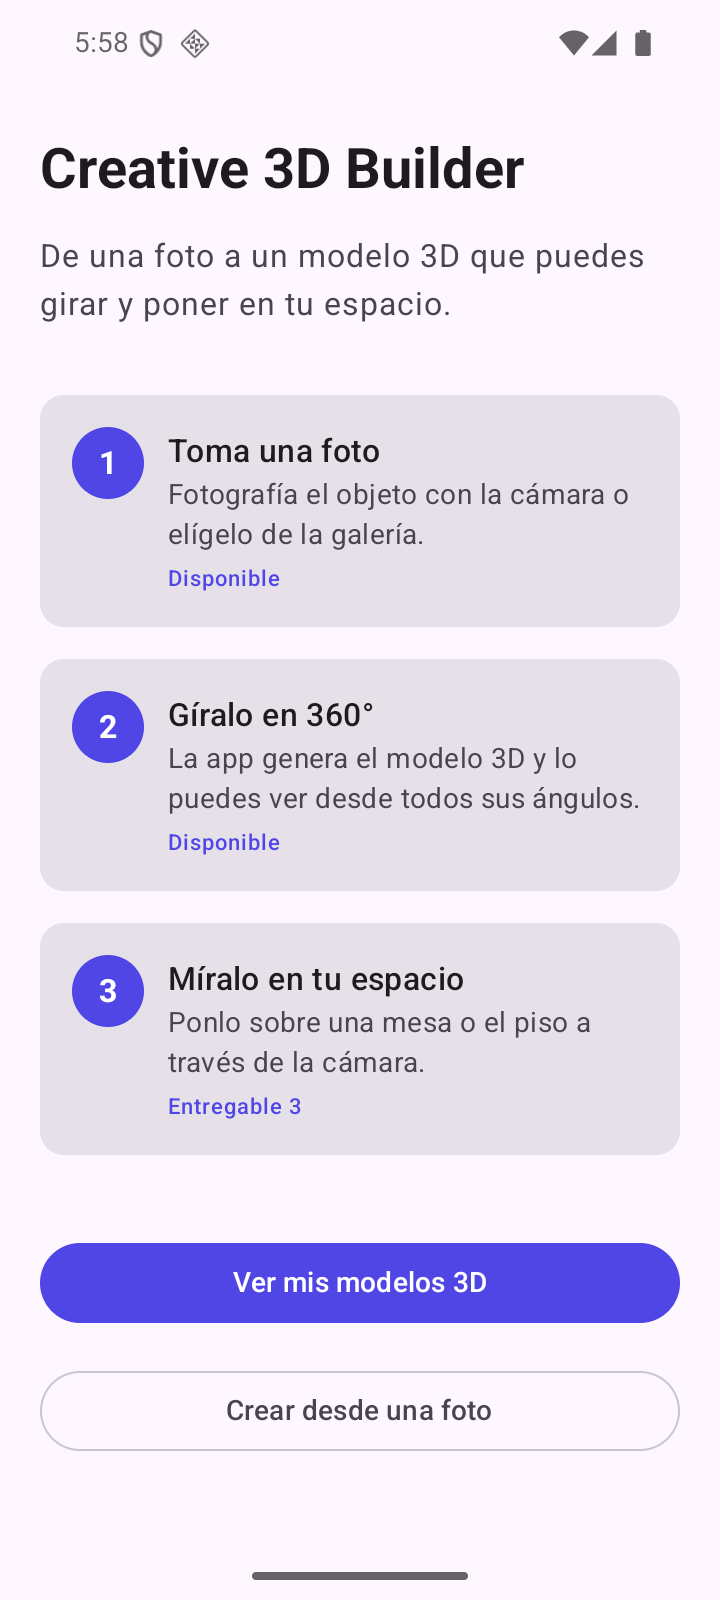 5:58
Creative 3D Builder
De una foto a un modelo 3D que puedes
girar y poner en tu espacio.
1
Toma una foto
Fotografía el objeto con la cámara o
elígelo de la galería.
Disponible
2
Gíralo en 360°
La app genera el modelo 3D y lo
puedes ver desde todos sus ángulos.
Disponible
3
Míralo en tu espacio
Ponlo sobre una mesa o el piso a
través de la cámara.
Entregable 3
Ver mis modelos 3D
Crear desde una foto